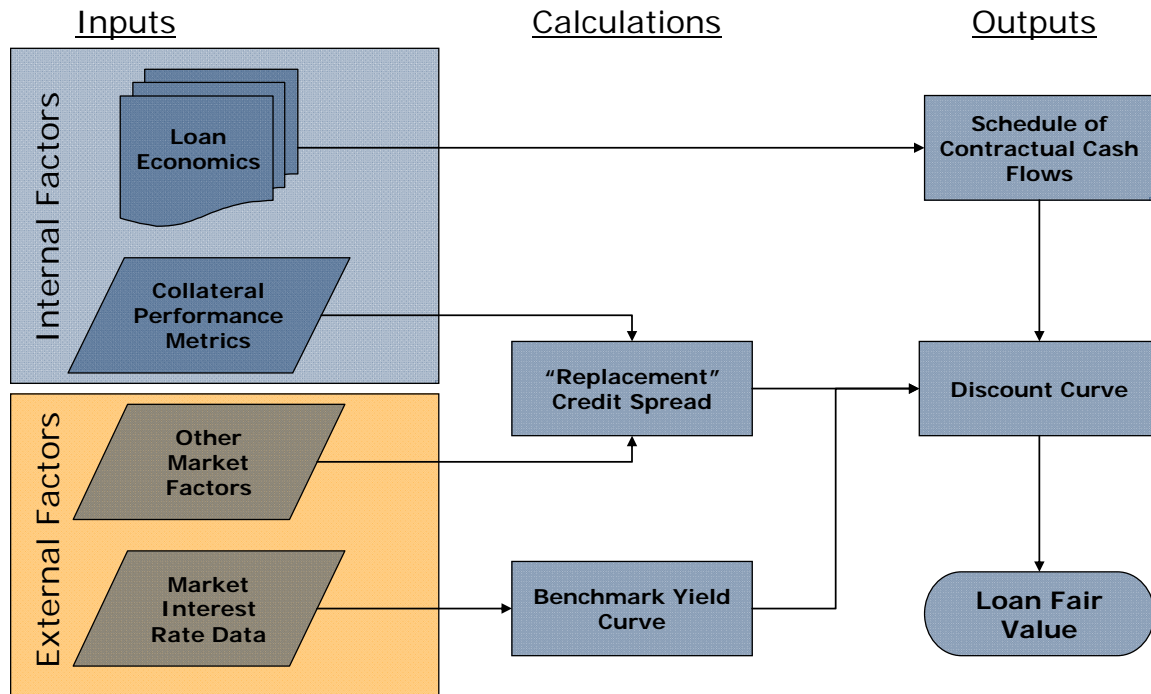 Inputs
Calculations
Outputs
Internal Factors
Loan
Economics
Schedule of
Contractual Cash
Flows
Collateral
Performance
Metrics
“Replacement”
Credit Spread
Discount Curve
External Factors
Other
Market
Factors
Market
Interest
Rate Data
Benchmark Yield
Curve
Loan Fair
Value